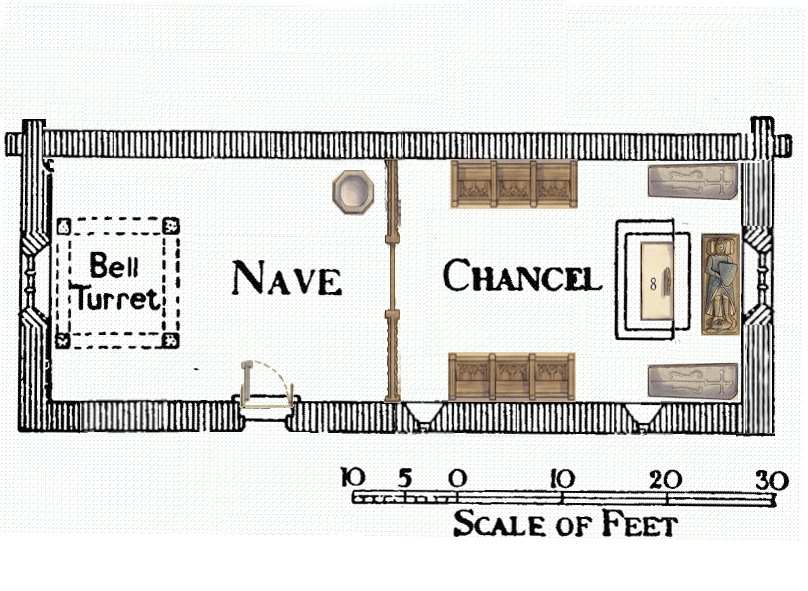 Bell
Turret
NAVE
CHANCEL
8
10 5 0 10 20 30
SCALE OF FEET